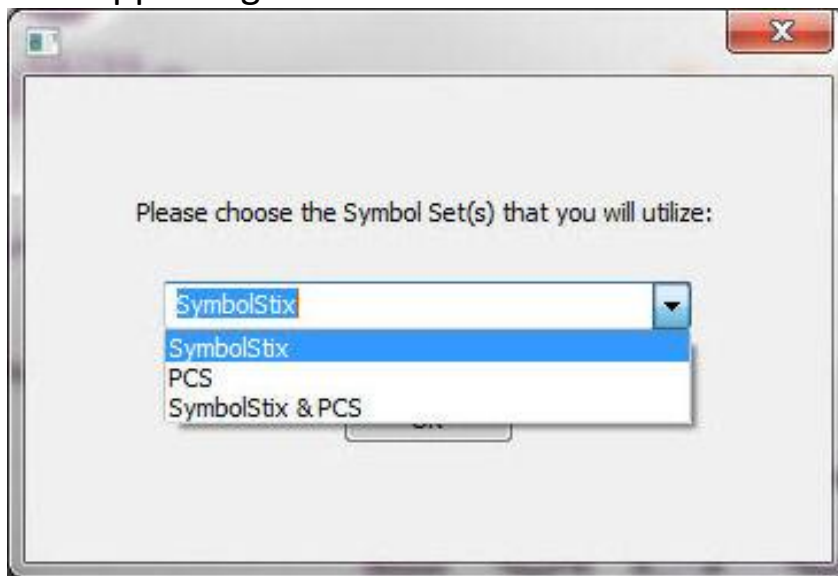 Please choose the Symbol Set(s) that you will utilize:
SymbolStix
SymbolStix
PCS
SymbolStix & PCS